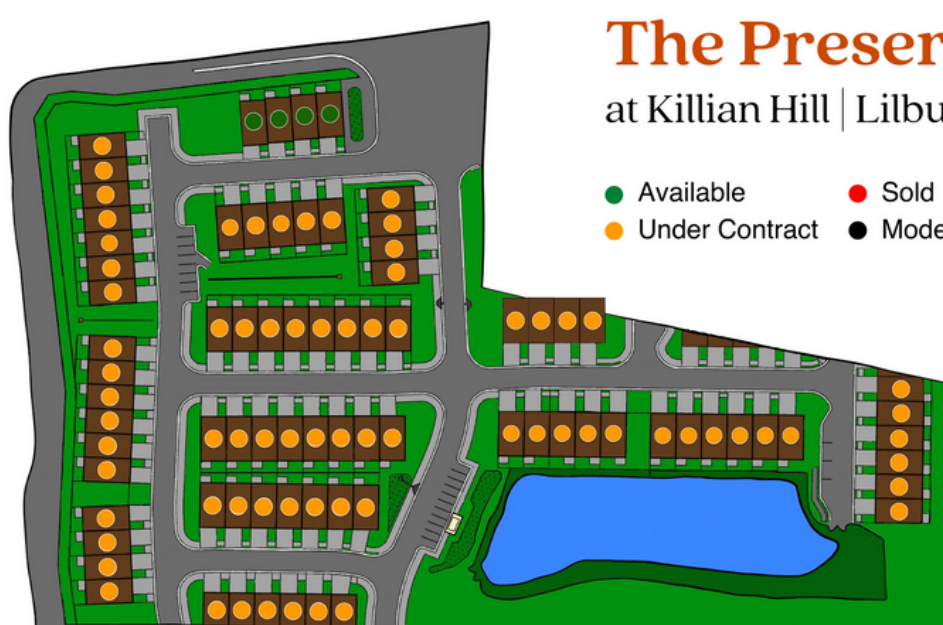 The Preser
at Killian Hill | Lilbu
Available
Sold
Under Contract
Mode